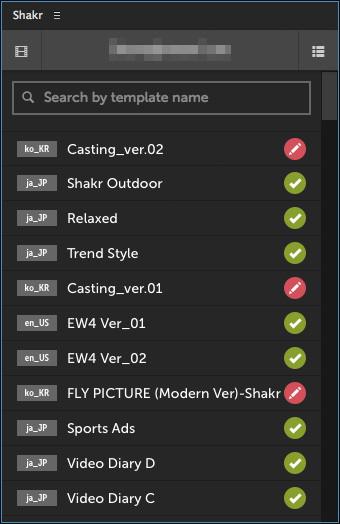 Shakr
Search by template name
ko_KR Casting_ver.02
ja_JP Shakr Outdoor
ja_JP Relaxed
ja_JP Trend Style
ko_KR Casting_ver.01
en_US EW4 Ver_01
en_US EW4 Ver_02
ko_KR FLY PICTURE (Modern Ver)-Shakr
ja_JP Sports Ads
ja_JP Video Diary D
ja_JP Video Diary C